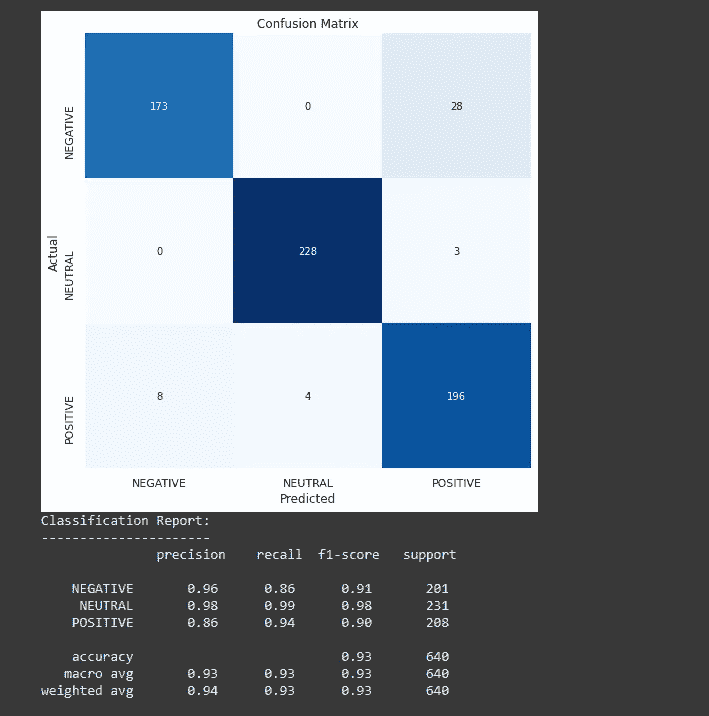 Confusion Matrix
NEGATIVE 173 0 28
Actual
NEUTRAL 0 228 3
POSITIVE 8 4 196
NEGATIVE NEUTRAL POSITIVE
Predicted
Classification Report:
----------------------
precision recall f1-score support
NEGATIVE 0.96 0.86 0.91 201
NEUTRAL 0.98 0.99 0.98 231
POSITIVE 0.86 0.94 0.90 208
accuracy 0.93 640
macro avg 0.93 0.93 0.93 640
weighted avg 0.94 0.93 0.93 640